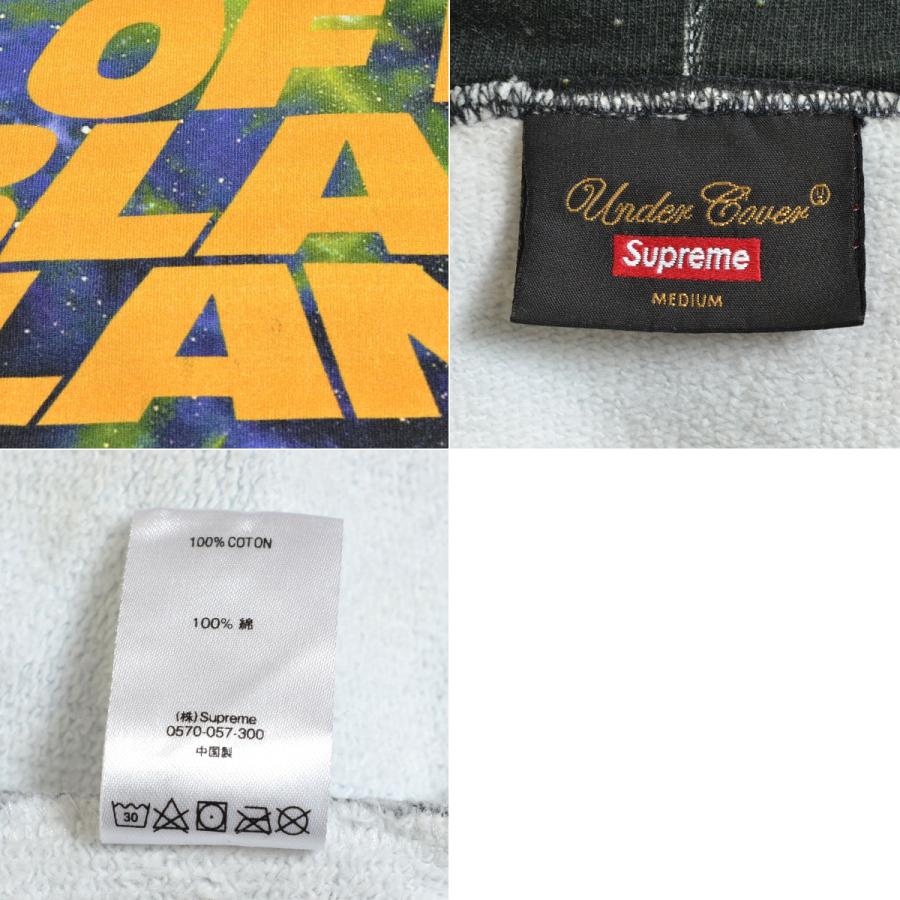 OF
LA
LAN
Under Cover®
Supreme
MEDIUM
100% COTON
100% 綿
(株)Supreme
0570-057-300
中国製
30